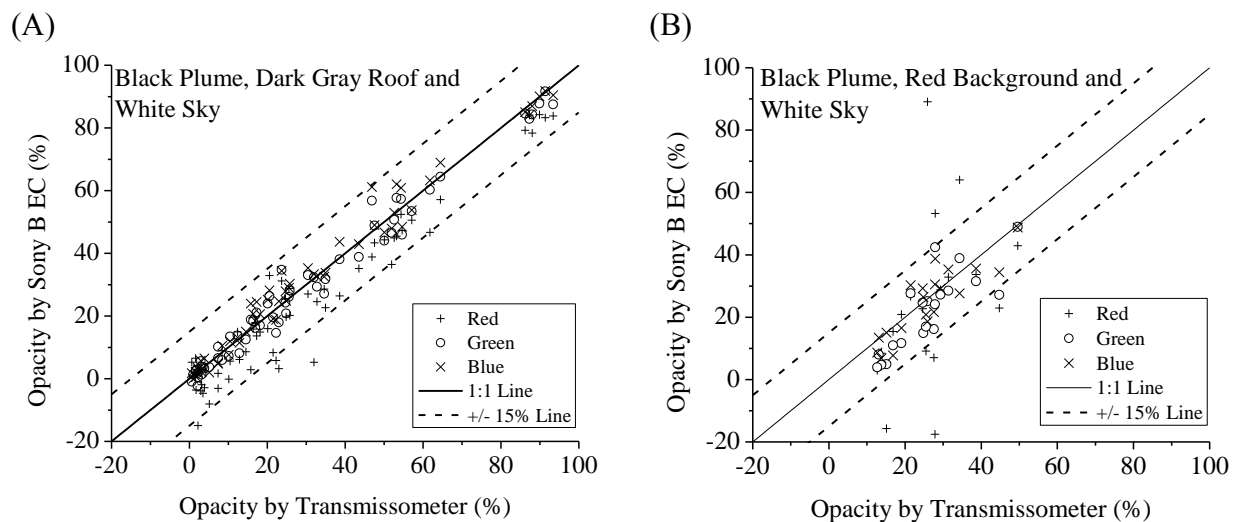 (A)
Black Plume, Dark Gray Roof and
White Sky
Opacity by Sony B EC (%)
100
80
60
40
20
0
-20
Red
Green
Blue
1:1 Line
+/- 15% Line
-20 0 20 40 60 80 100
Opacity by Transmissometer (%)
(B)
Black Plume, Red Background and
White Sky
Opacity by Sony B EC (%)
100
80
60
40
20
0
-20
Red
Green
Blue
1:1 Line
+/- 15% Line
-20 0 20 40 60 80 100
Opacity by Transmissometer (%)